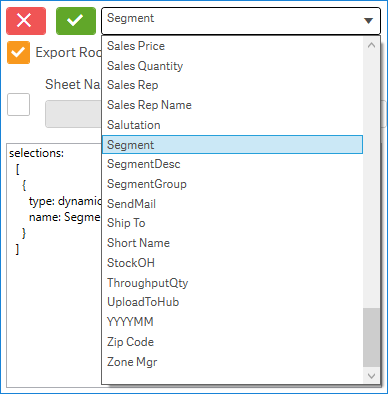 Segment
Export Roo
Sheet Na
Sales Price
Sales Quantity
Sales Rep
Sales Rep Name
Salutation
Segment
SegmentDesc
SegmentGroup
SendMail
Ship To
Short Name
StockOH
ThroughputQty
UploadToHub
YYYYMM
Zip Code
Zone Mgr
selections:
[
{
type: dynamic
name: Segme
}
]